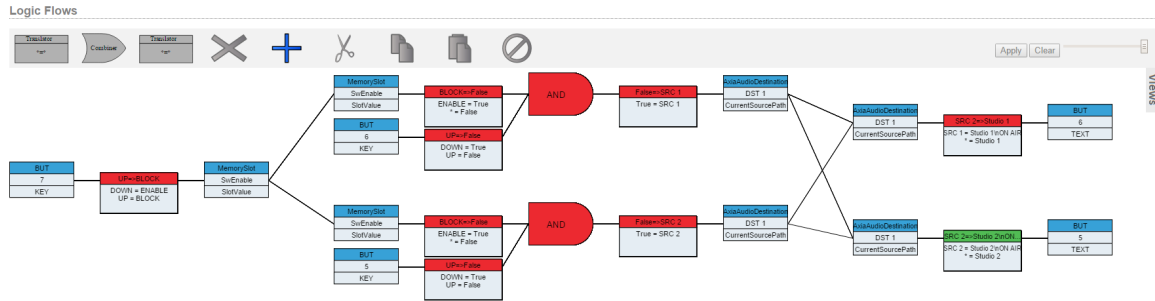 Logic Flows
Translator
"="
Combiner
Translator
"="
Apply
Clear
Views
BUT
7
KEY
UP=>BLOCK
DOWN = ENABLE
UP = BLOCK
MemorySlot
SwEnable
SlotValue
MemorySlot
SwEnable
SlotValue
BUT
6
KEY
BLOCK=>False
ENABLE = True
* = False
UP=>False
DOWN = True
UP = False
AND
False=>SRC 1
True = SRC 1
AxiaAudioDestination
DST 1
CurrentSourcePath
MemorySlot
SwEnable
SlotValue
BUT
5
KEY
BLOCK=>False
ENABLE = True
* = False
UP=>False
DOWN = True
UP = False
AND
False=>SRC 2
True = SRC 2
AxiaAudioDestination
DST 1
CurrentSourcePath
AxiaAudioDestination
DST 1
CurrentSourcePath
SRC 2=>Studio 1
SRC 1 = Studio 1\nON AIR
* = Studio 1
BUT
6
TEXT
AxiaAudioDestination
DST 1
CurrentSourcePath
SRC 2=>Studio 2\nON...
SRC 2 = Studio 2\nON AIR
* = Studio 2
BUT
5
TEXT